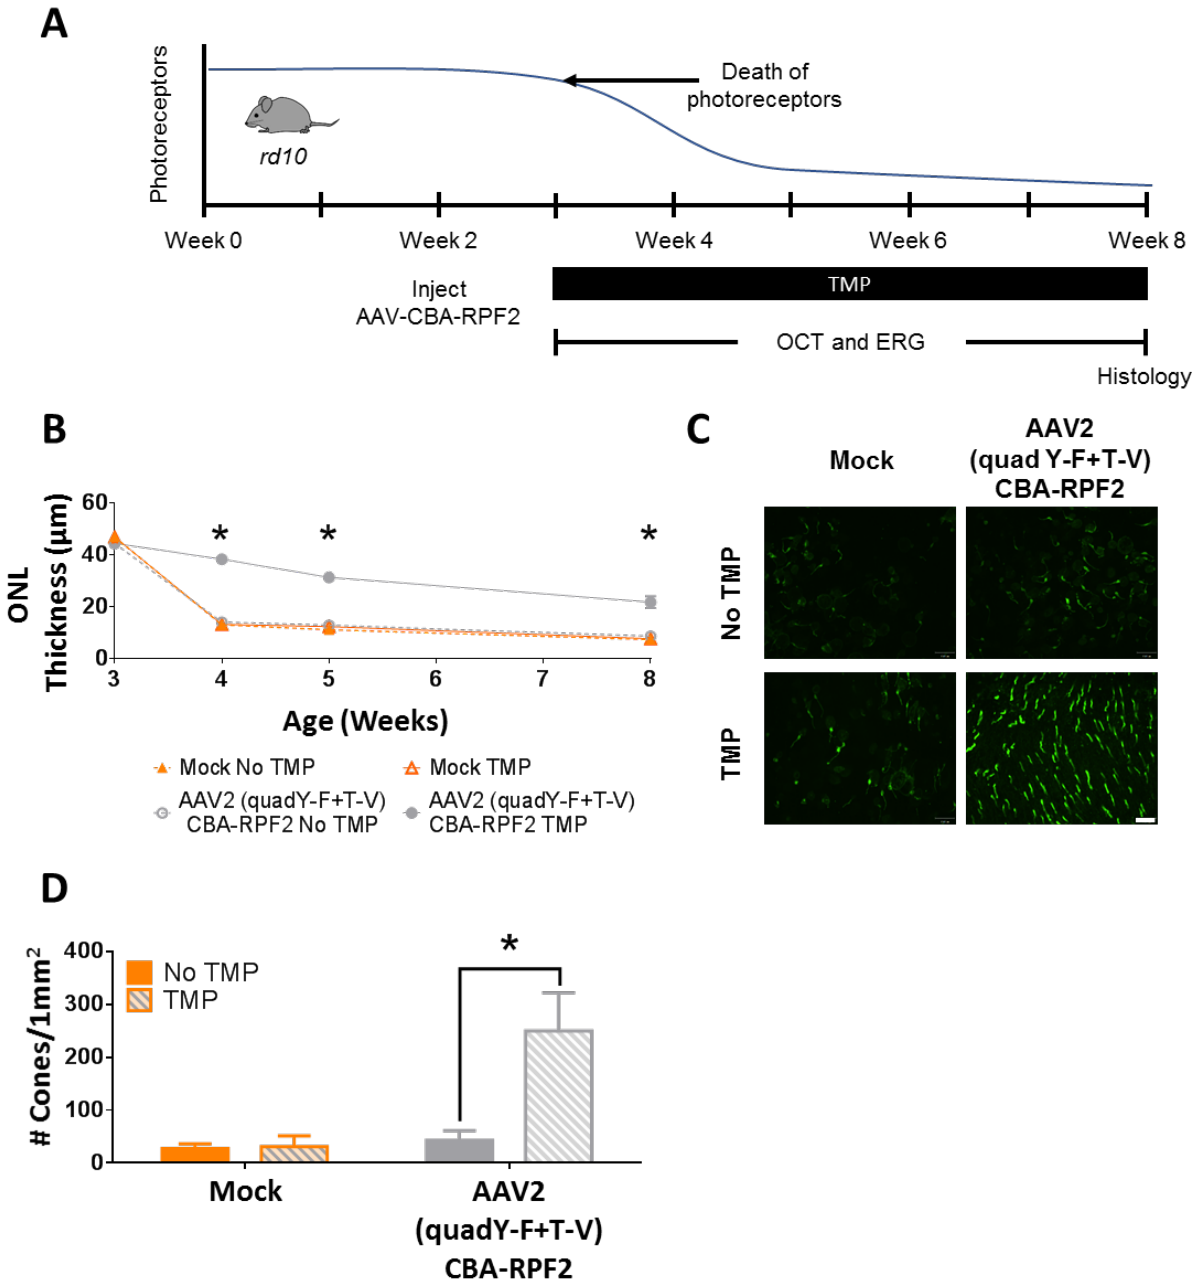 A
Photoreceptors
Death of
photoreceptors
rd10
Week 0
Week 2
Week 4
Week 6
Week 8
Inject
AAV-CBA-RPF2
TMP
OCT and ERG
Histology
B
ONL
Thickness (µm)
60
40
20
0
* * *
3 4 5 6 7 8
Age (Weeks)
Mock No TMP
Mock TMP
AAV2 (quadY-F+T-V)
CBA-RPF2 No TMP
AAV2 (quadY-F+T-V)
CBA-RPF2 TMP
C
Mock
AAV2
(quad Y-F+T-V)
CBA-RPF2
No TMP
TMP
D
# Cones/1mm²
400
300
200
100
0
No TMP
TMP
*
Mock
AAV2
(quadY-F+T-V)
CBA-RPF2